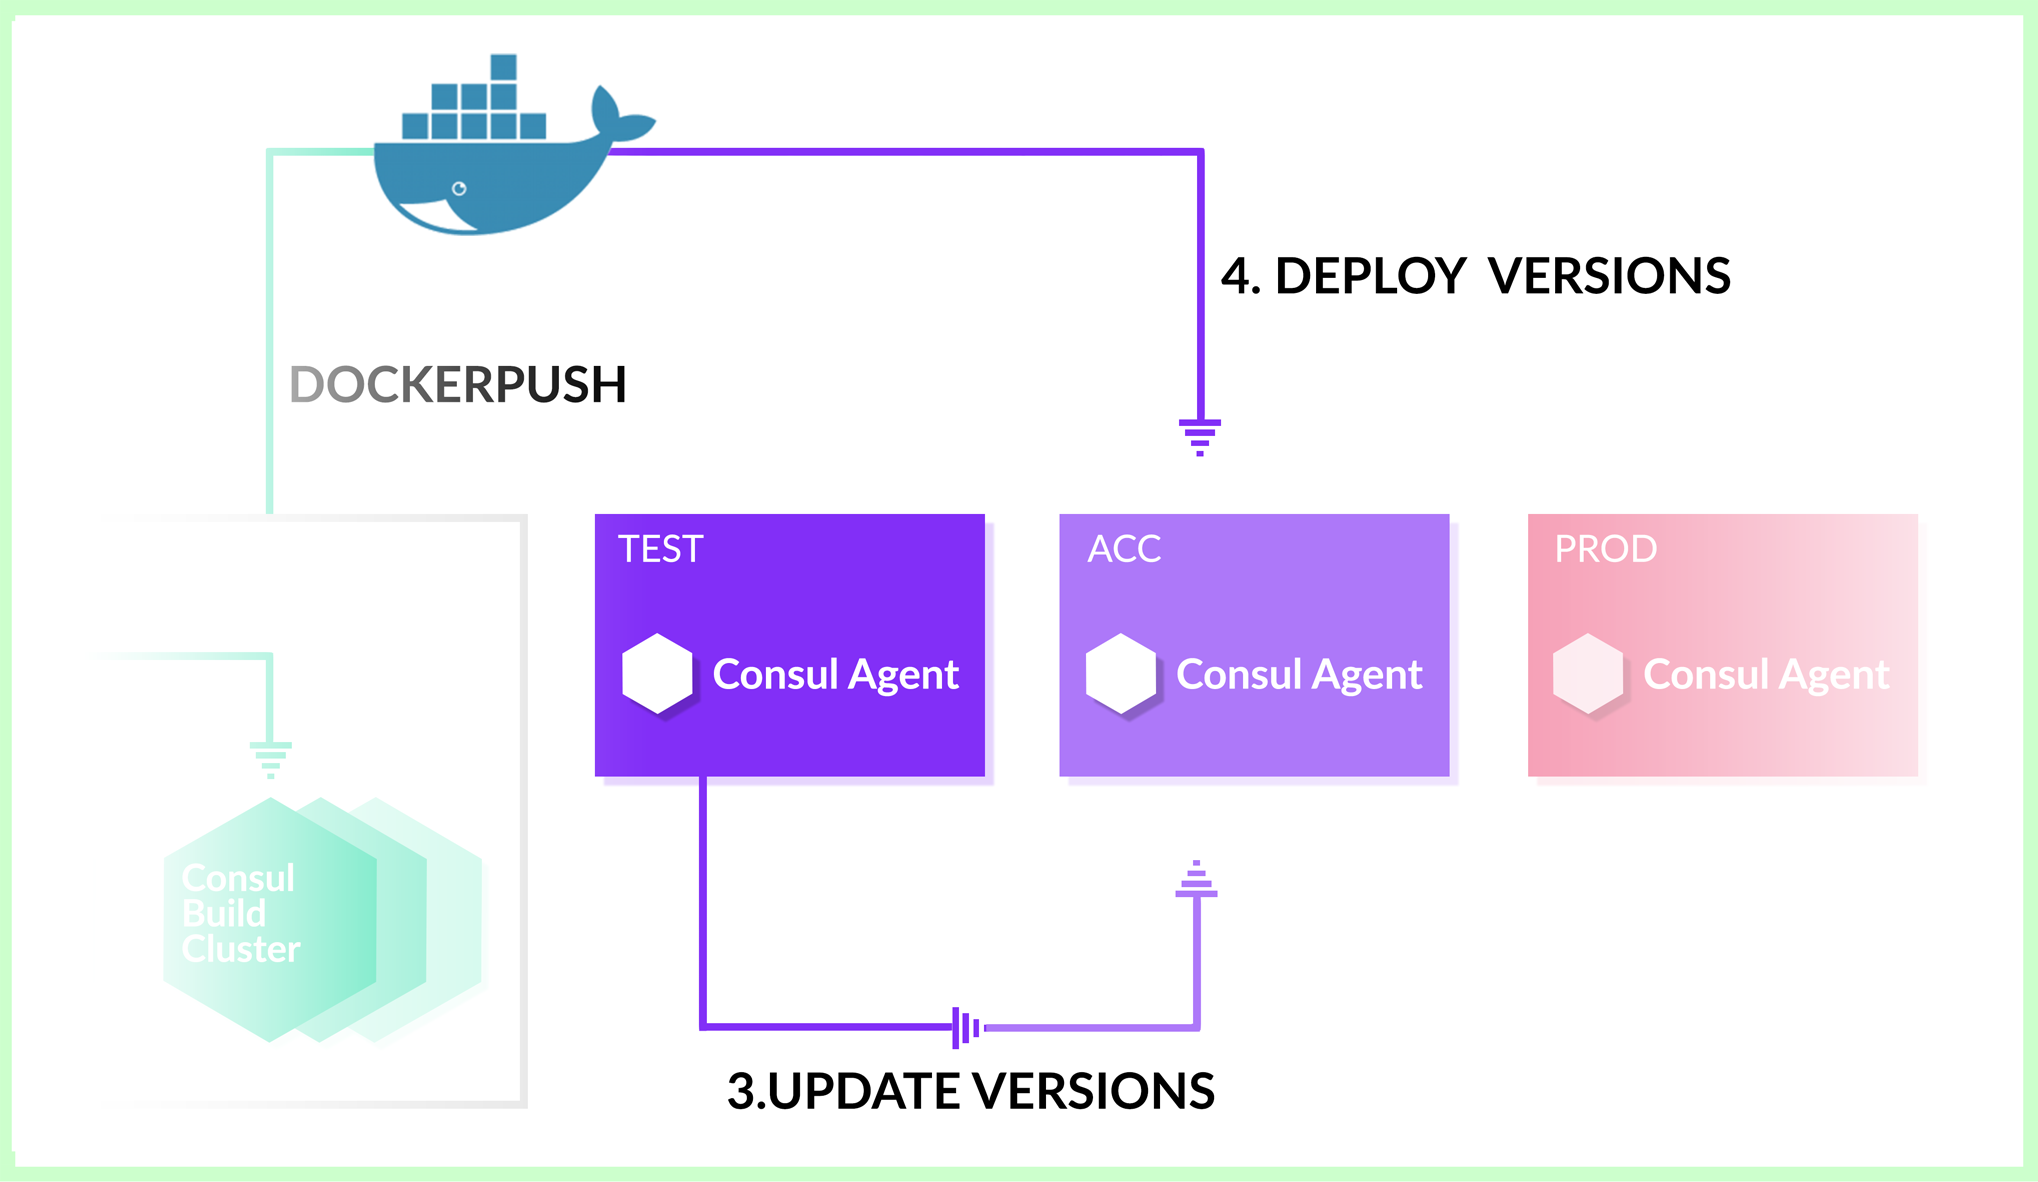 4. DEPLOY VERSIONS
DOCKERPUSH
TEST
Consul Agent
ACC
Consul Agent
PROD
Consul Agent
Consul
Build
Cluster
3.UPDATE VERSIONS